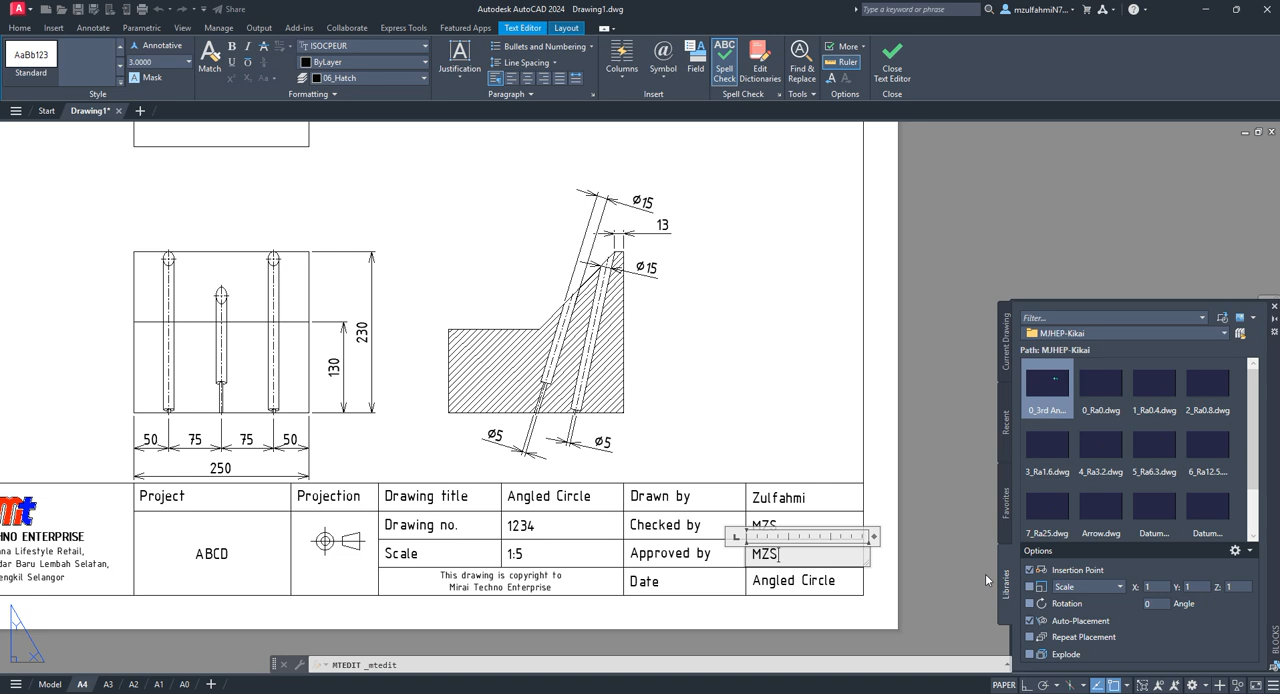 Share
Autodesk AutoCAD 2024 Drawing1.dwg
Type a keyword or phrase
mzulfahmiN7...
Home Insert Annotate Parametric View Manage Output Add-ins Collaborate Express Tools Featured Apps Text Editor Layout
AaBb123
Standard
Annotative
3.0000
Mask
Style
Match
ISOCPEUR
ByLayer
06_Hatch
Formatting
Justification
Bullets and Numbering
Line Spacing
Paragraph
Columns
Symbol
Field
Insert
ABC
Spell
Check
Edit
Dictionaries
Spell Check
Find &
Replace
Tools
More
Ruler
Options
Close
Text Editor
Close
Start Drawing1*
Ø15
13
Ø15
230
130
50 75 75 50
250
Ø5
Ø5
mt
HNO ENTERPRISE
na Lifestyle Retail,
dar Baru Lembah Selatan,
engkil Selangor
Project
ABCD
Projection
Drawing title Angled Circle
Drawing no. 1234
Scale 1:5
This drawing is copyright to
Mirai Techno Enterprise
Drawn by Zulfahmi
Checked by MZS
Approved by MZS
Date Angled Circle
Current Drawing
Recent
Favorites
Libraries
BLOCKS
Filter...
MJHEP-Kikai
Path: MJHEP-Kikai
0_3rd An... 0_Ra0.dwg 1_Ra0.4.dwg 2_Ra0.8.dwg
3_Ra1.6.dwg 4_Ra3.2.dwg 5_Ra6.3.dwg 6_Ra12.5....
7_Ra25.dwg Arrow.dwg Datum... Datum...
Options
Insertion Point
Scale X: 1 Y: 1 Z: 1
Rotation 0 Angle
Auto-Placement
Repeat Placement
Explode
MTEDIT _mtedit
Model A4 A3 A2 A1 A0
PAPER